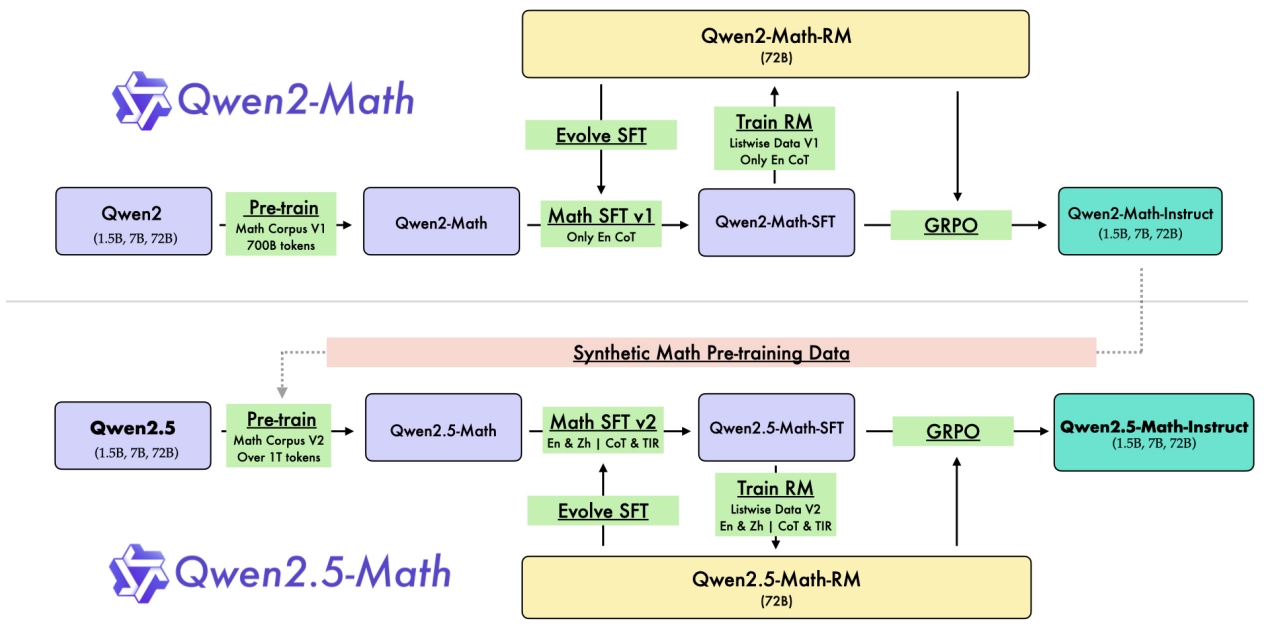 Qwen2-Math-RM
(72B)
Qwen2-Math
Evolve SFT
Train RM
Listwise Data V1
Only En CoT
Qwen2
(1.5B, 7B, 72B)
Pre-train
Math Corpus V1
700B tokens
Qwen2-Math
Math SFT v1
Only En CoT
Qwen2-Math-SFT
GRPO
Qwen2-Math-Instruct
(1.5B, 7B, 72B)
Synthetic Math Pre-training Data
Qwen2.5
(1.5B, 7B, 72B)
Pre-train
Math Corpus V2
Over 1T tokens
Qwen2.5-Math
Math SFT v2
En & Zh | CoT & TIR
Qwen2.5-Math-SFT
GRPO
Qwen2.5-Math-Instruct
(1.5B, 7B, 72B)
Evolve SFT
Train RM
Listwise Data V2
En & Zh | CoT & TIR
Qwen2.5-Math
Qwen2.5-Math-RM
(72B)